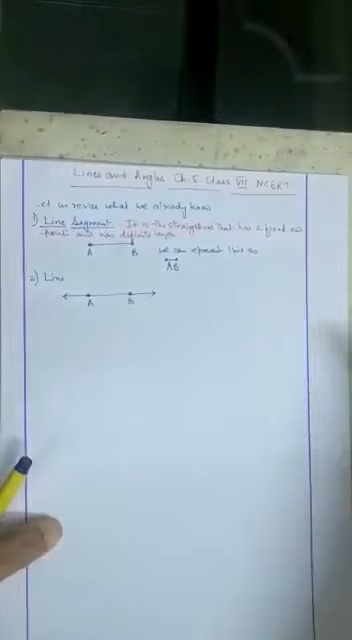 Lines and Angles Ch. 5 Class VII NCERT
Let us revise what we already know
1) Line Segment : It is the straight that has 2 fixed end
point and has definite length
A B we can represent this as
AB
2) Line
A B